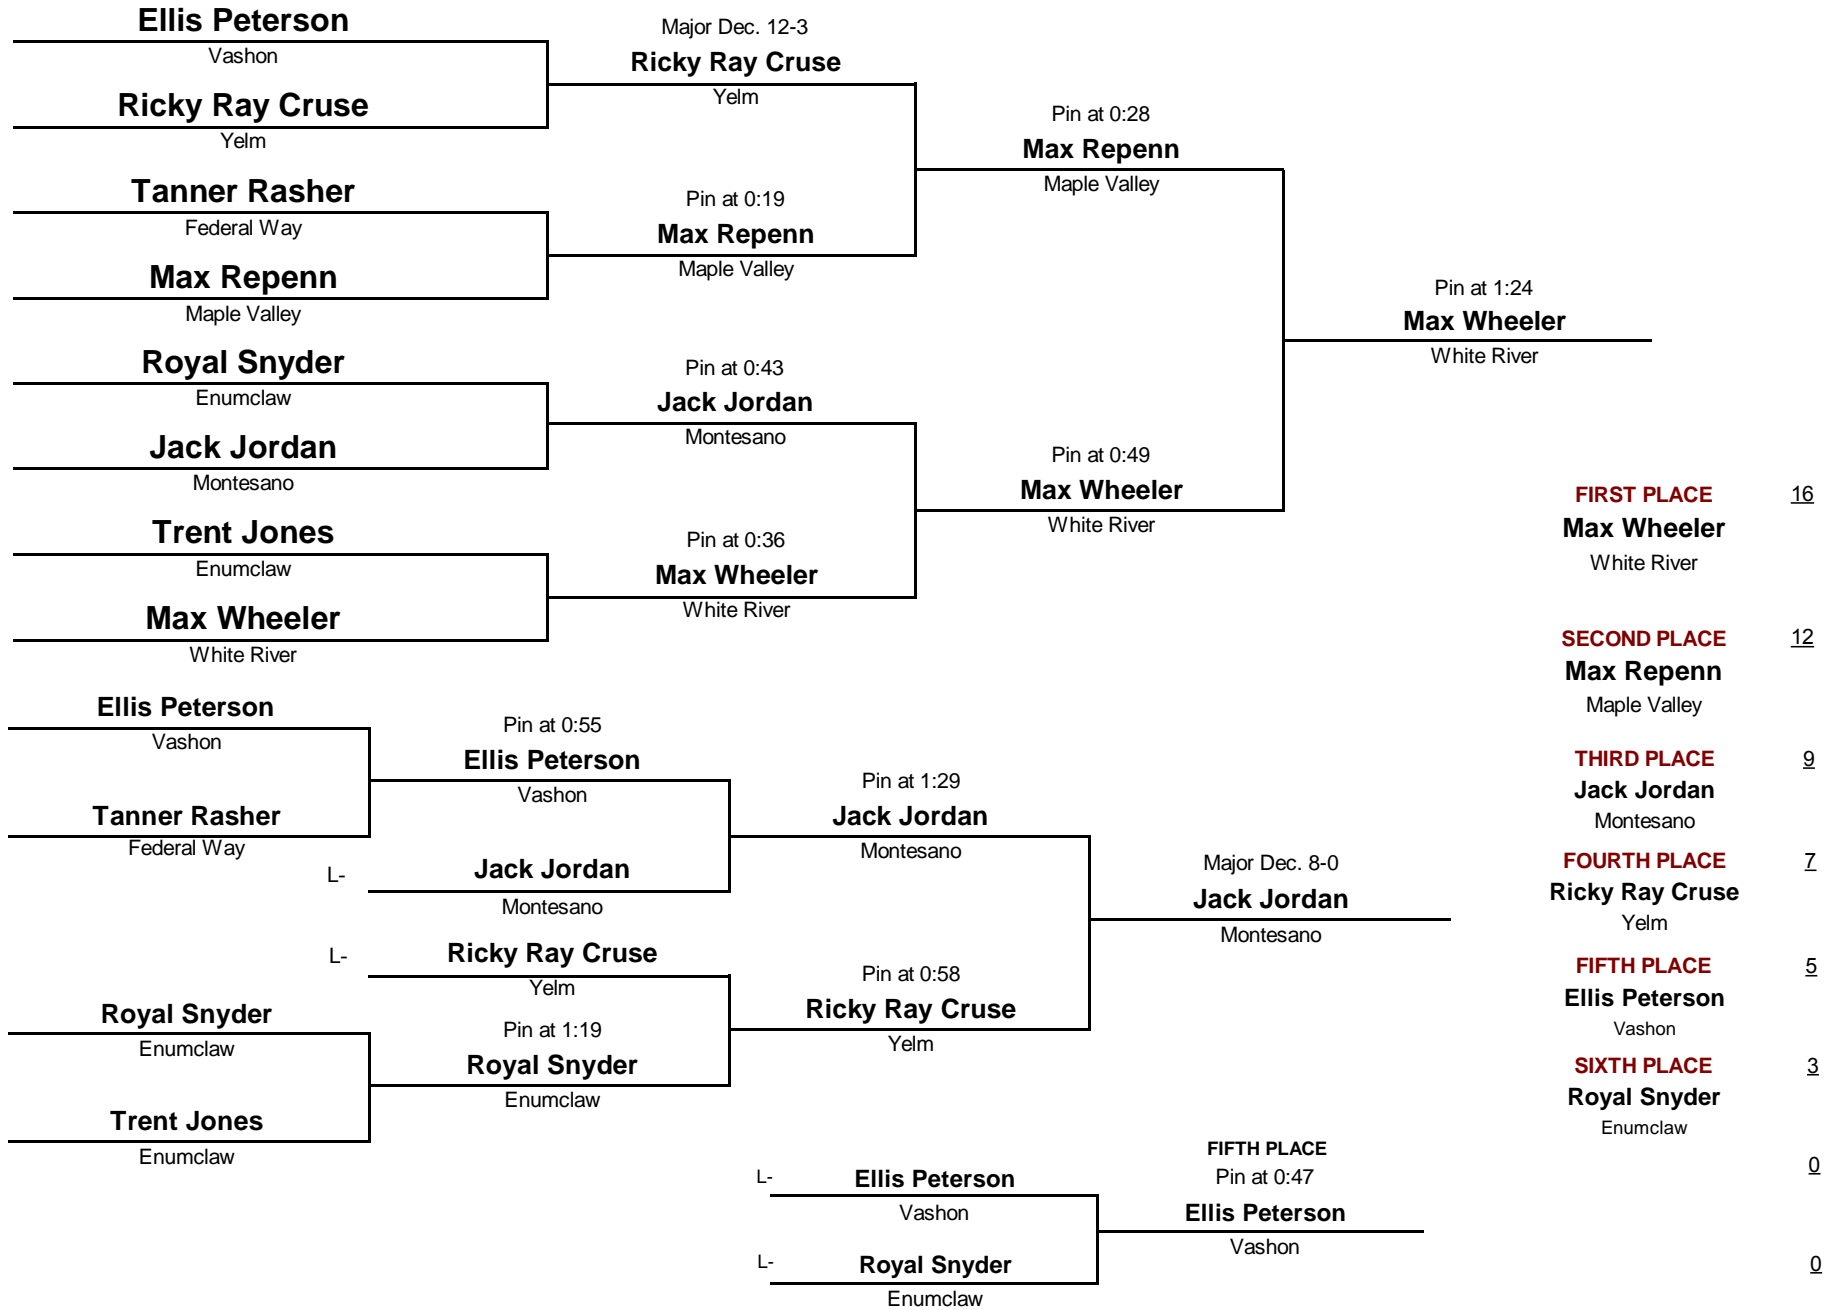 Ellis Peterson
Vashon
Ricky Ray Cruse
Yelm
Tanner Rasher
Federal Way
Max Repenn
Maple Valley
Royal Snyder
Enumclaw
Jack Jordan
Montesano
Trent Jones
Enumclaw
Max Wheeler
White River
Major Dec. 12-3
Ricky Ray Cruse
Yelm
Pin at 0:19
Max Repenn
Maple Valley
Pin at 0:43
Jack Jordan
Montesano
Pin at 0:36
Max Wheeler
White River
Pin at 0:28
Max Repenn
Maple Valley
Pin at 0:49
Max Wheeler
White River
Pin at 1:24
Max Wheeler
White River
Ellis Peterson
Vashon
Tanner Rasher
Federal Way
Royal Snyder
Enumclaw
Trent Jones
Enumclaw
Pin at 0:55
Ellis Peterson
Vashon
L-
Jack Jordan
Montesano
L-
Ricky Ray Cruse
Yelm
Pin at 1:19
Royal Snyder
Enumclaw
Pin at 1:29
Jack Jordan
Montesano
Pin at 0:58
Ricky Ray Cruse
Yelm
Major Dec. 8-0
Jack Jordan
Montesano
L-
Ellis Peterson
Vashon
L-
Royal Snyder
Enumclaw
FIFTH PLACE
Pin at 0:47
Ellis Peterson
Vashon
FIRST PLACE 16
Max Wheeler
White River
SECOND PLACE 12
Max Repenn
Maple Valley
THIRD PLACE 9
Jack Jordan
Montesano
FOURTH PLACE 7
Ricky Ray Cruse
Yelm
FIFTH PLACE 5
Ellis Peterson
Vashon
SIXTH PLACE 3
Royal Snyder
Enumclaw
0
0